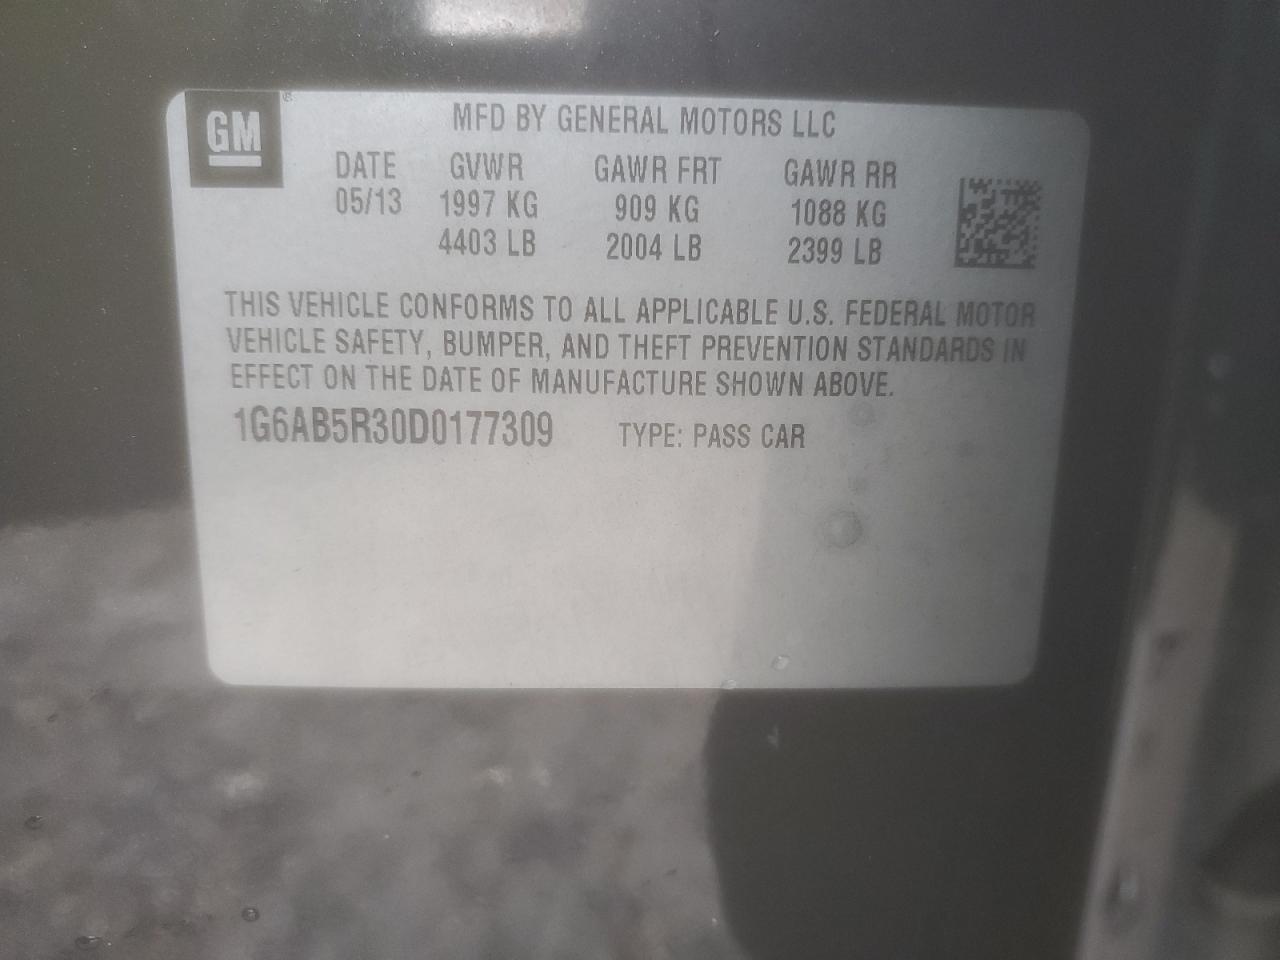 GM ®
MFD BY GENERAL MOTORS LLC
DATE GVWR GAWR FRT GAWR RR
05/13 1997 KG 909 KG 1088 KG
4403 LB 2004 LB 2399 LB
THIS VEHICLE CONFORMS TO ALL APPLICABLE U.S. FEDERAL MOTOR
VEHICLE SAFETY, BUMPER, AND THEFT PREVENTION STANDARDS IN
EFFECT ON THE DATE OF MANUFACTURE SHOWN ABOVE.
1G6AB5R30D0177309 TYPE: PASS CAR